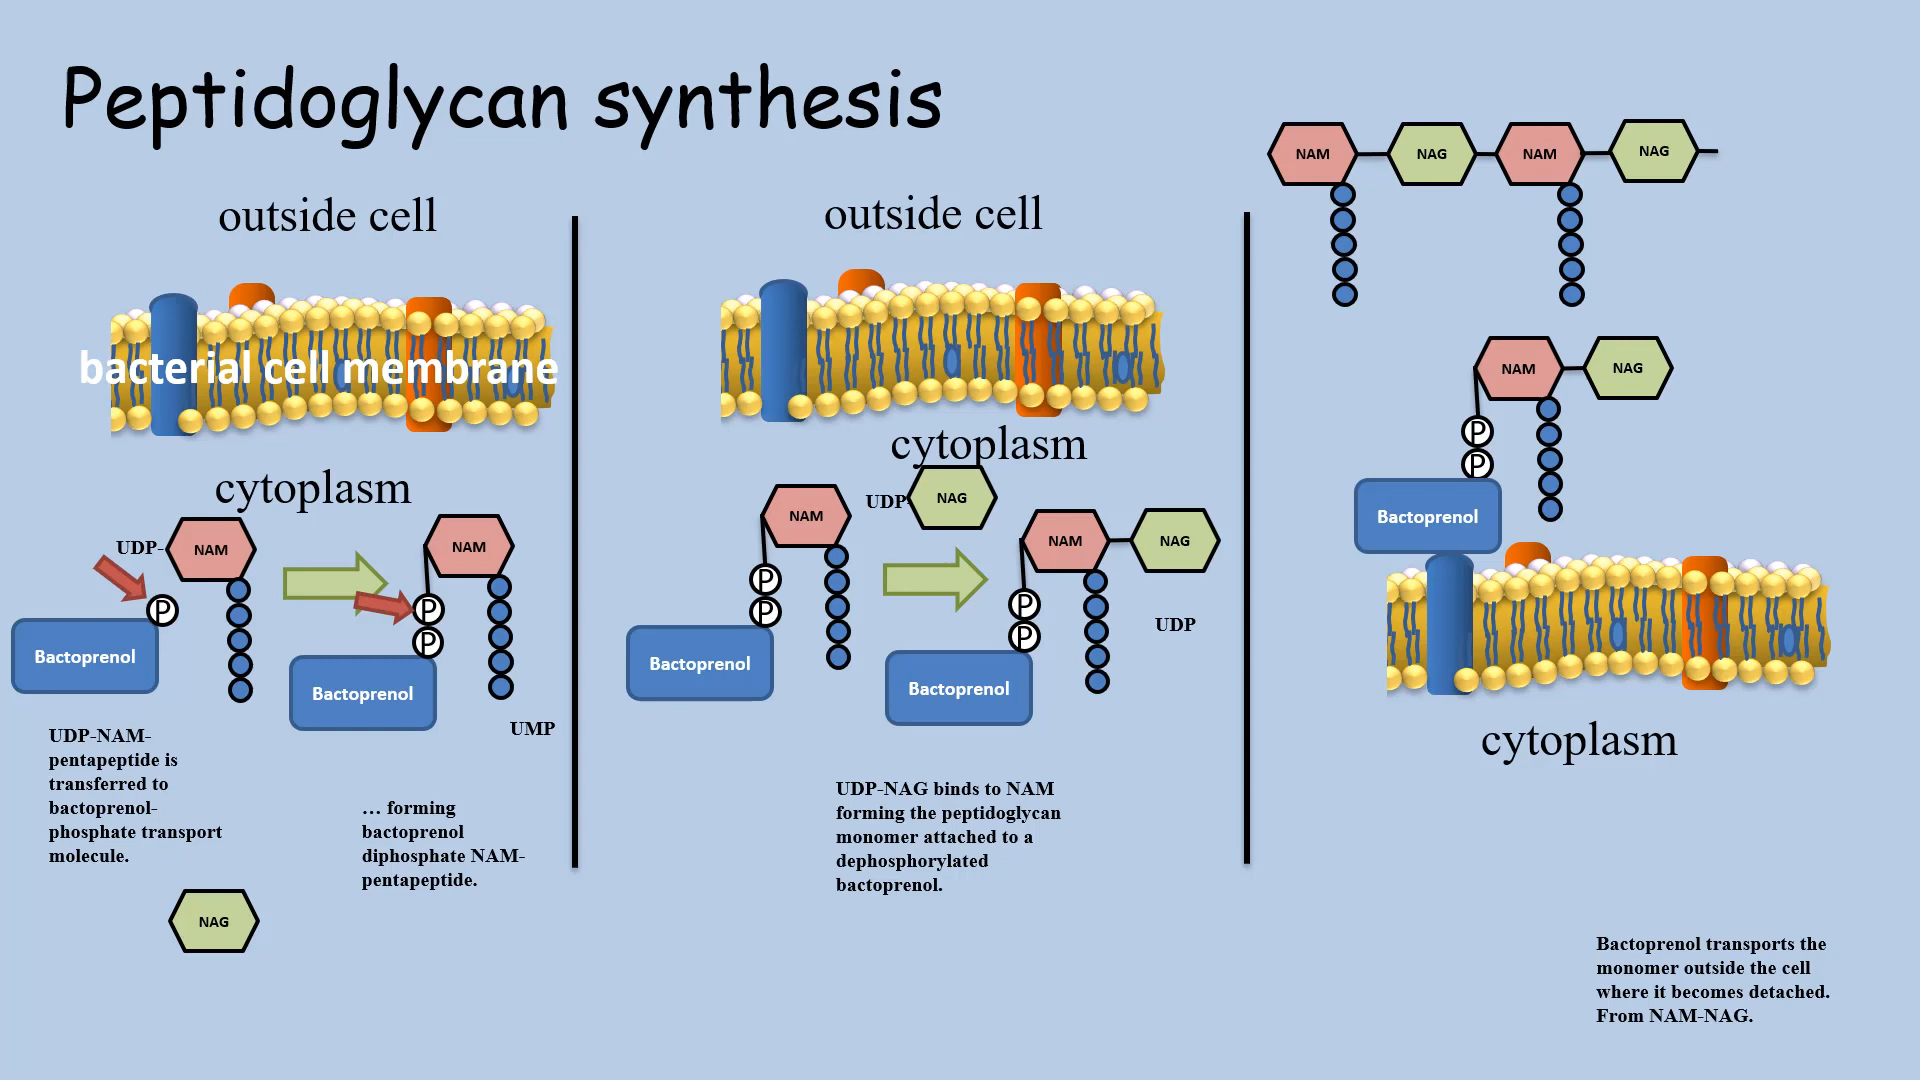 Peptidoglycan synthesis
outside cell
bacterial cell membrane
cytoplasm
UDP-
NAM
P
Bactoprenol
NAM
P
P
Bactoprenol
UMP
UDP-NAM-
pentapeptide is
transferred to
bactoprenol-
phosphate transport
molecule.
… forming
bactoprenol
diphosphate NAM-
pentapeptide.
NAG
outside cell
cytoplasm
NAM
UDP-
NAG
P
P
Bactoprenol
NAM
NAG
P
P
Bactoprenol
UDP
UDP-NAG binds to NAM
forming the peptidoglycan
monomer attached to a
dephosphorylated
bactoprenol.
NAM
NAG
NAM
NAG
NAM
NAG
P
P
Bactoprenol
cytoplasm
Bactoprenol transports the
monomer outside the cell
where it becomes detached.
From NAM-NAG.